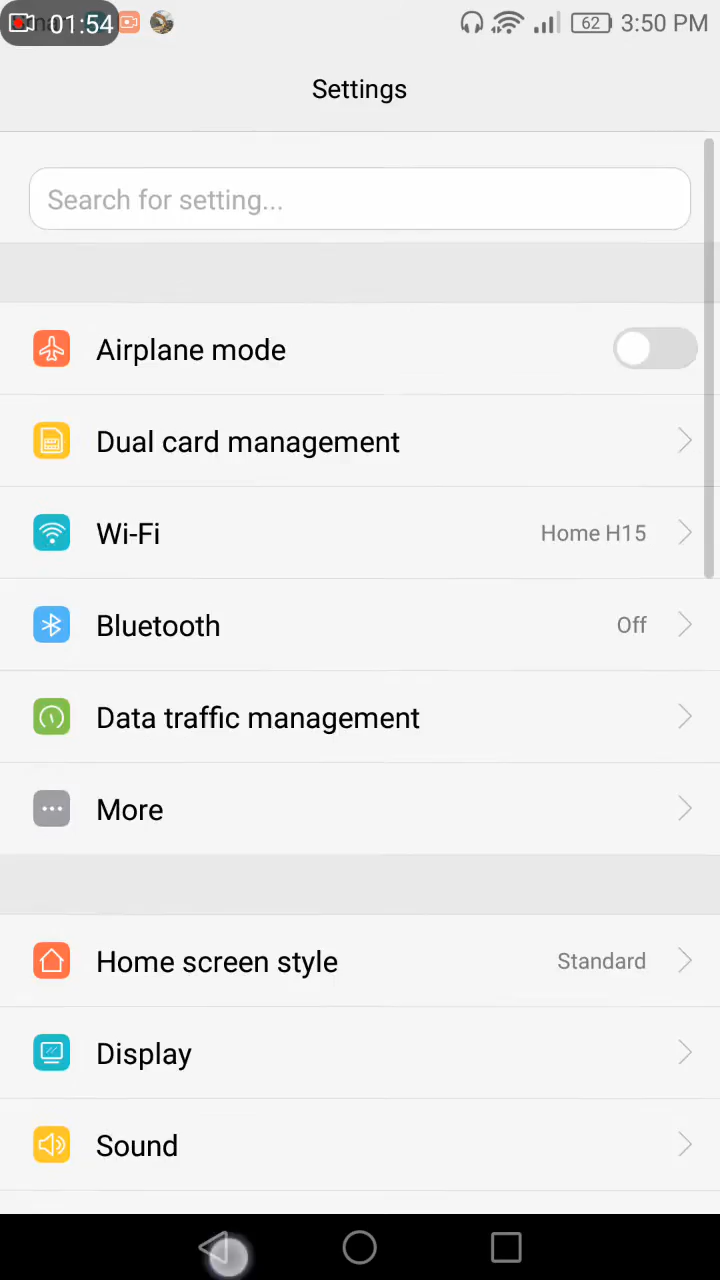 01:54
62 3:50 PM
Settings
Search for setting...
Airplane mode
Dual card management
Wi-Fi Home H15
Bluetooth Off
Data traffic management
More
Home screen style Standard
Display
Sound